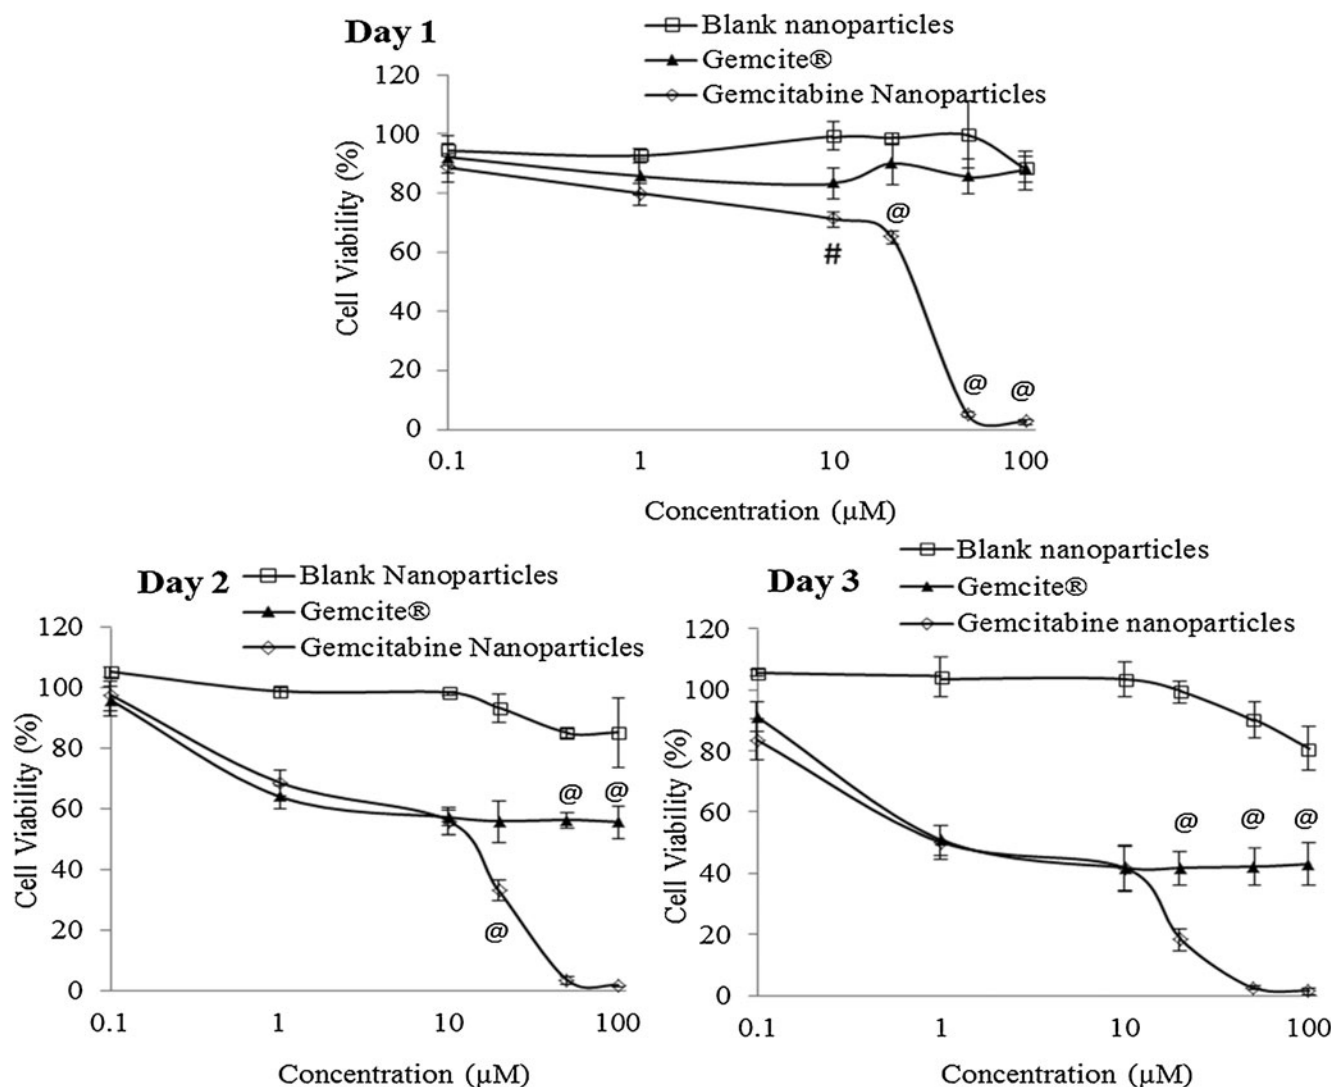 Day 1
Blank nanoparticles
Gemcite®
Gemcitabine Nanoparticles
Cell Viability (%)
120
100
80
60
40
20
0
@
#
@
@
0.1
1
10
100
Concentration (µM)
Day 2
Blank Nanoparticles
Gemcite®
Gemcitabine Nanoparticles
Cell Viability (%)
120
100
80
60
40
20
0
@
@
@
0.1
1
10
100
Concentration (µM)
Day 3
Blank nanoparticles
Gemcite®
Gemcitabine nanoparticles
Cell Viability (%)
120
100
80
60
40
20
0
@
@
@
0.1
1
10
100
Concentration (µM)